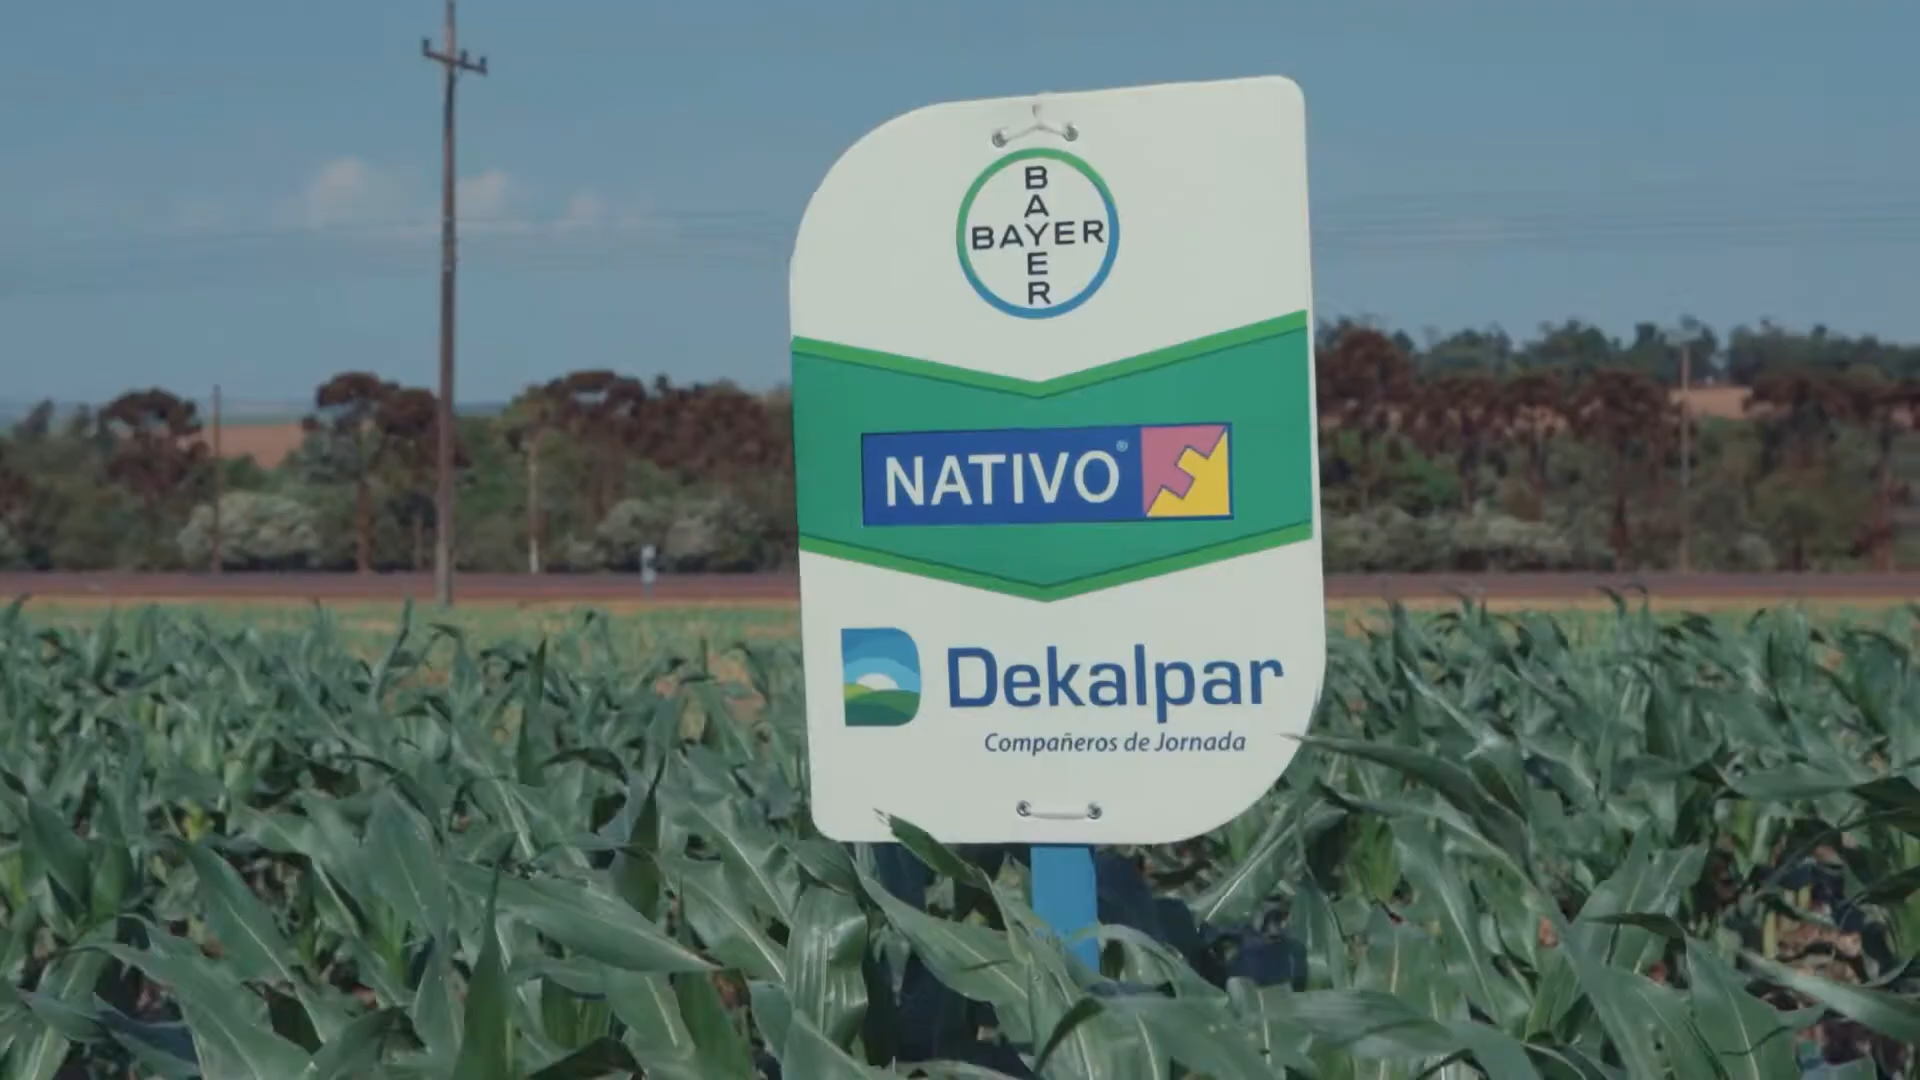 BAYER
BAYER
NATIVO®
Dekalpar
Compañeros de Jornada